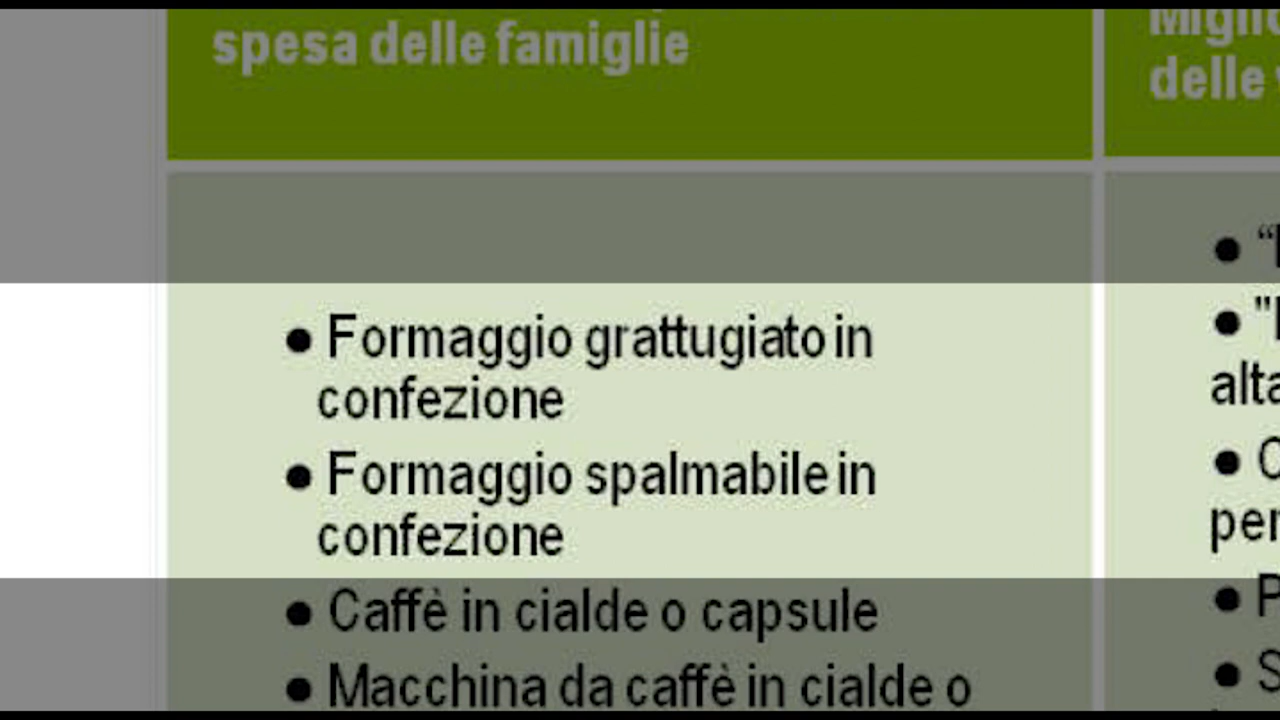 spesa delle famiglie
delle
● Formaggio grattugiato in
confezione
● Formaggio spalmabile in
confezione
● Caffè in cialde o capsule
● Macchina da caffè in cialde o